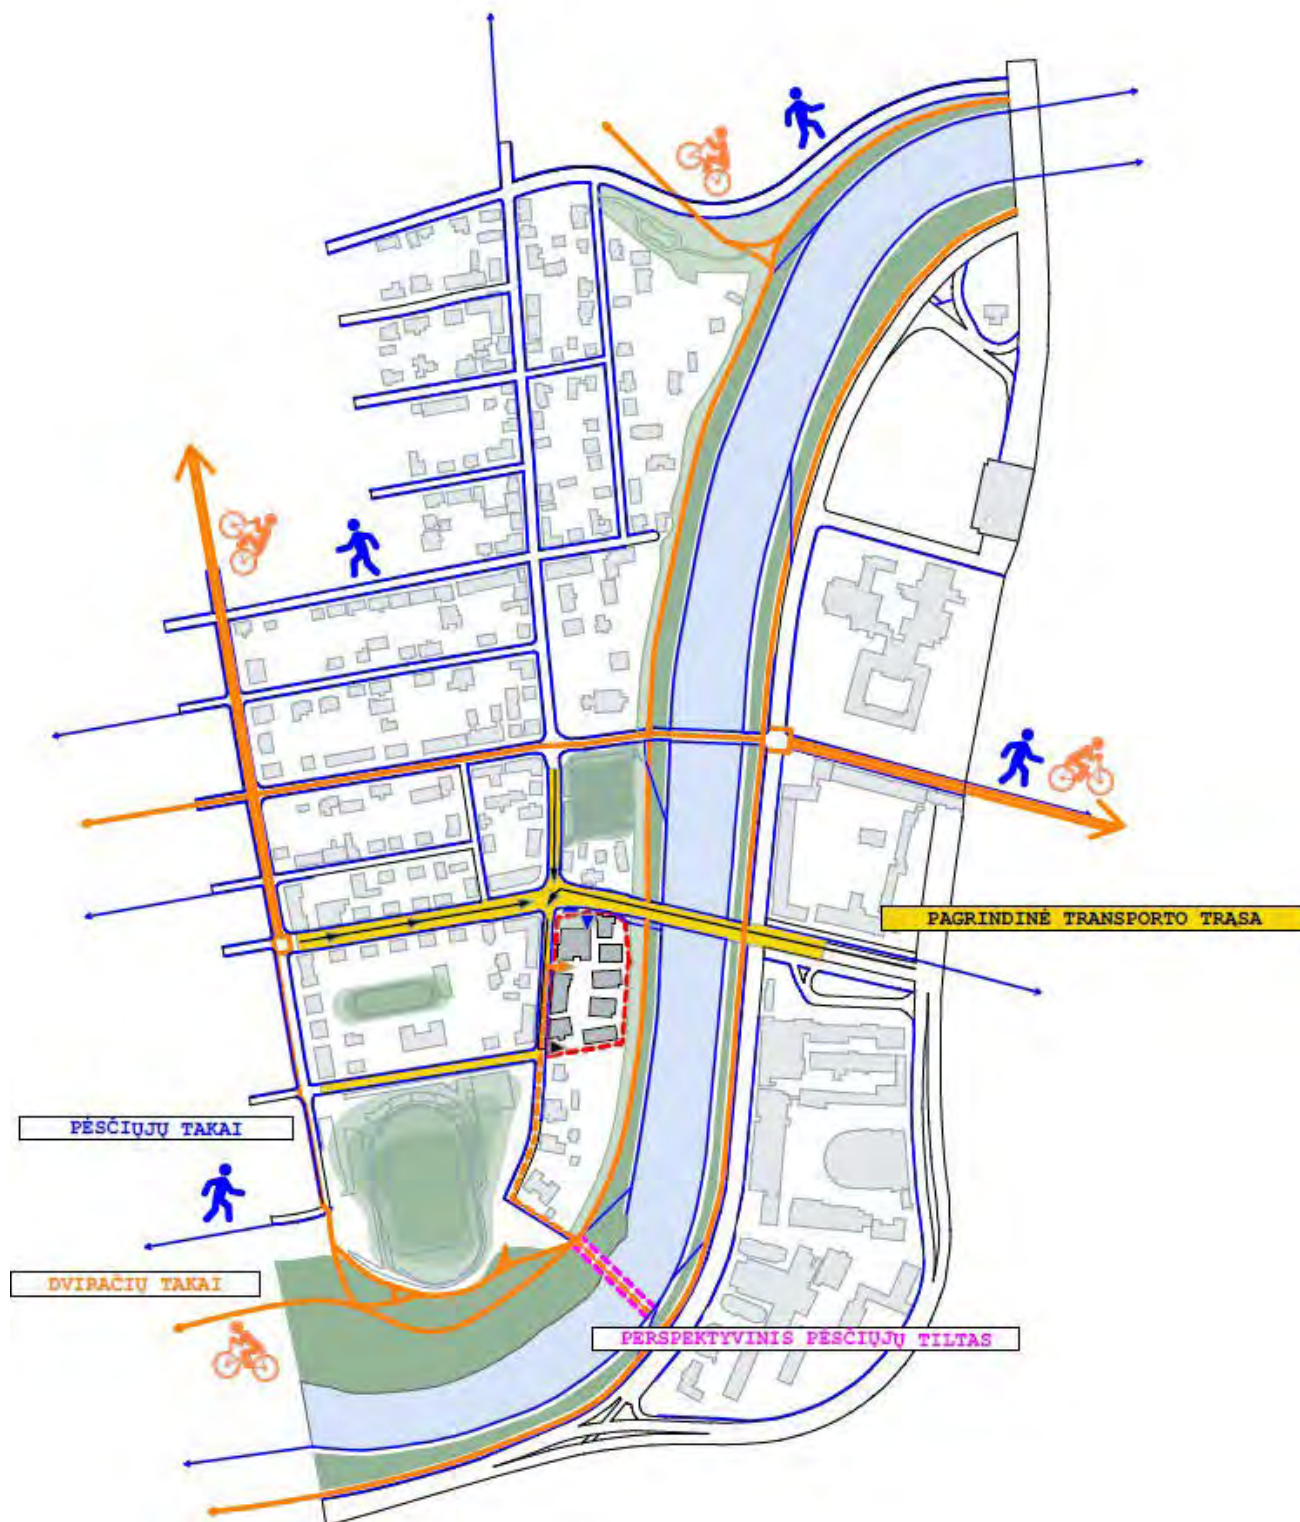 PAGRINDINĖ TRANSPORTO TRĄSA
PĖSČIŲJŲ TAKAI
DVIRAČIŲ TAKAI
PERSPEKTYVINIS PĖSČIŲJŲ TILTAS